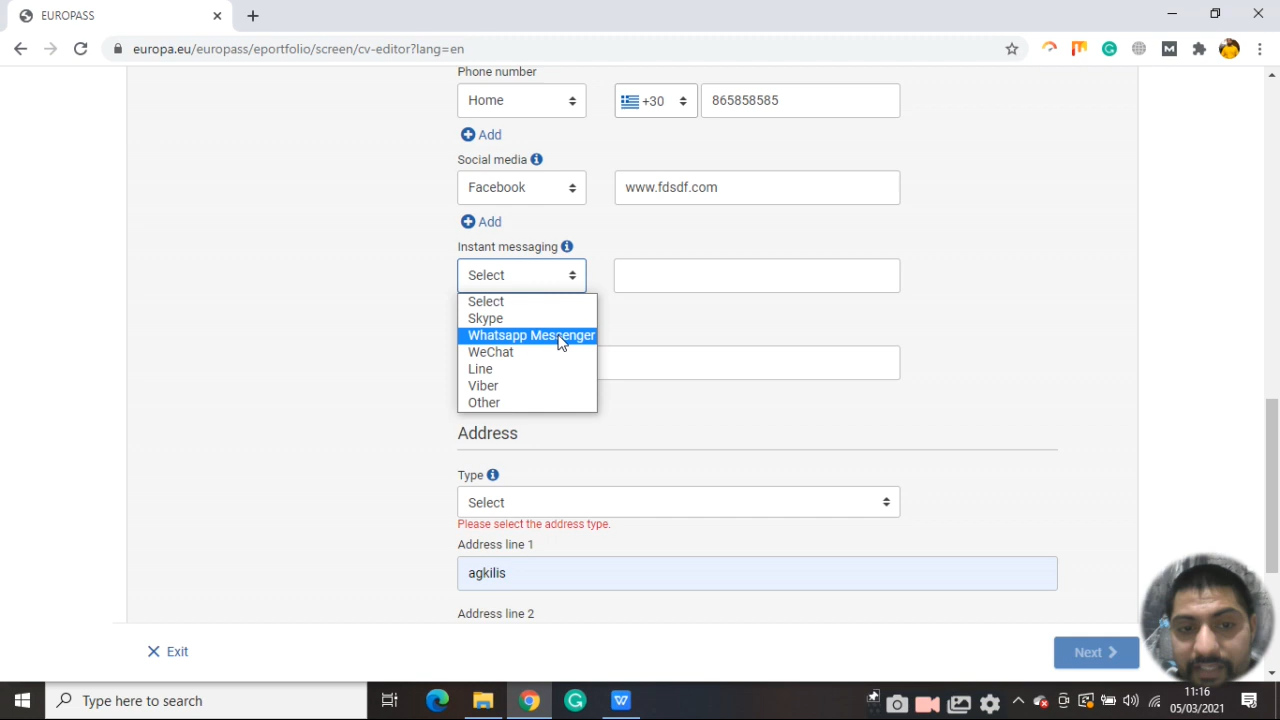 EUROPASS
europa.eu/europass/eportfolio/screen/cv-editor?lang=en
Phone number
Home +30 865858585
Add
Social media
Facebook www.fdsdf.com
Add
Instant messaging
Select
Select
Skype
Whatsapp Messenger
WeChat
Line
Viber
Other
Address
Type
Select
Please select the address type.
Address line 1
agkilis
Address line 2
Exit
Next
Type here to search
11:16
05/03/2021